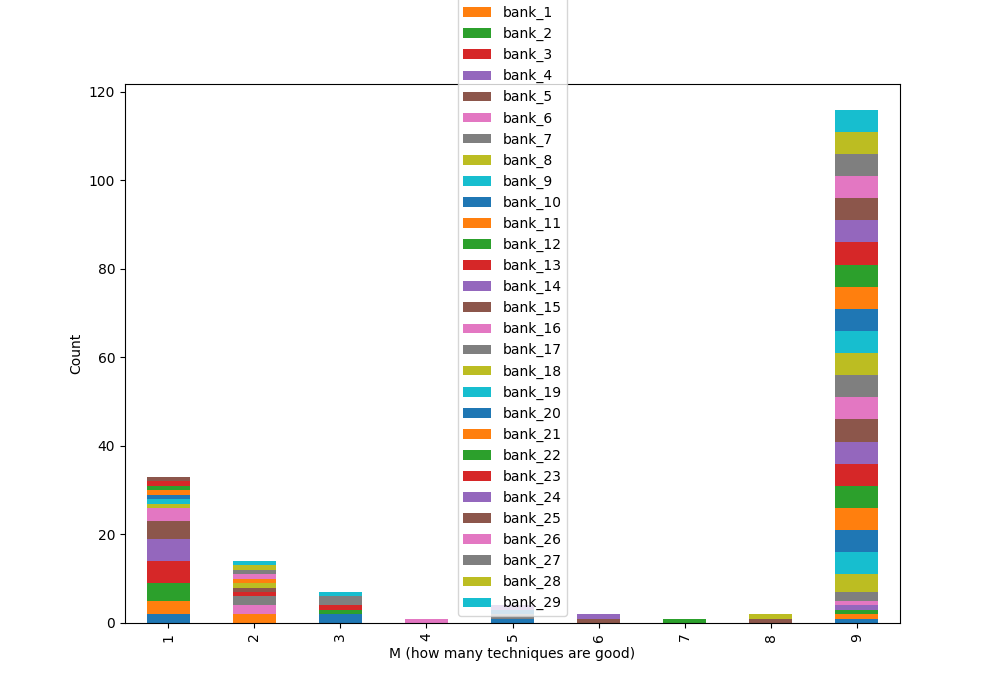 bank_1
bank_2
bank_3
bank_4
bank_5
bank_6
bank_7
bank_8
bank_9
bank_10
bank_11
bank_12
bank_13
bank_14
bank_15
bank_16
bank_17
bank_18
bank_19
bank_20
bank_21
bank_22
bank_23
bank_24
bank_25
bank_26
bank_27
bank_28
bank_29
120
100
80
60
40
20
0
Count
1 2 3 4 5 6 7 8 9
M (how many techniques are good)